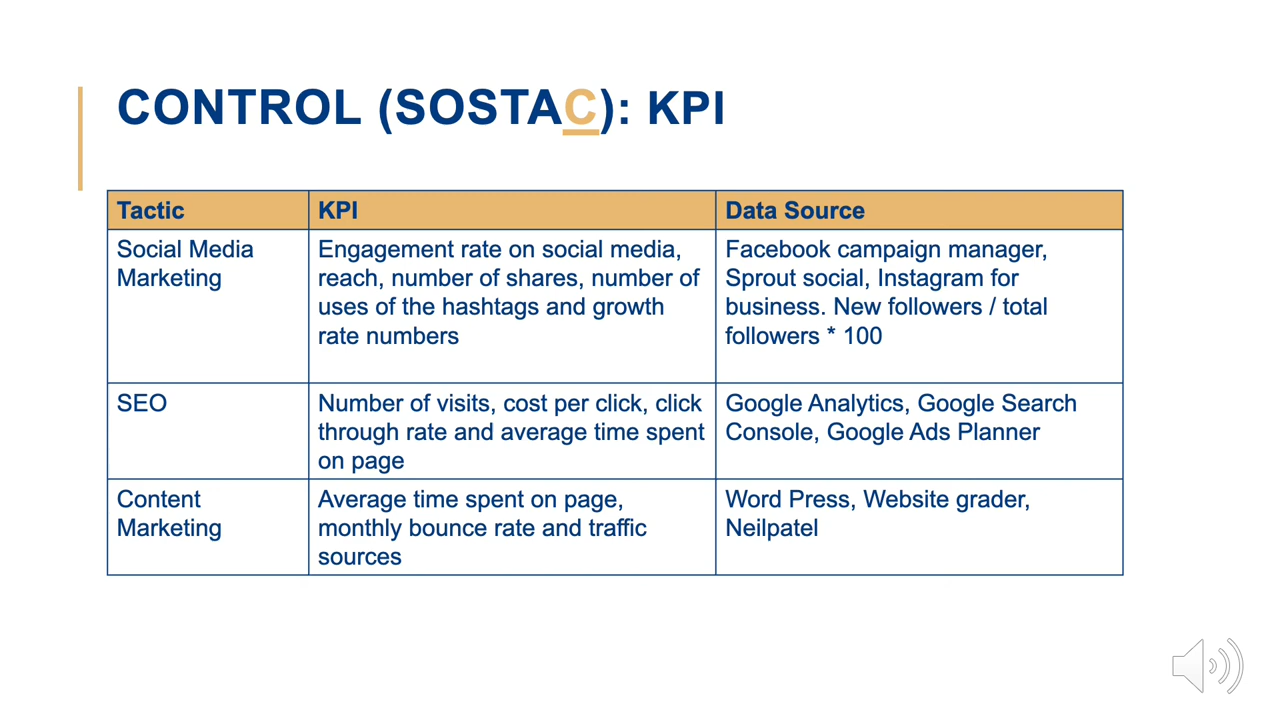 CONTROL (SOSTAC): KPI
Tactic
KPI
Data Source
Social Media
Marketing
Engagement rate on social media,
reach, number of shares, number of
uses of the hashtags and growth
rate numbers
Facebook campaign manager,
Sprout social, Instagram for
business. New followers / total
followers * 100
SEO
Number of visits, cost per click, click
through rate and average time spent
on page
Google Analytics, Google Search
Console, Google Ads Planner
Content
Marketing
Average time spent on page,
monthly bounce rate and traffic
sources
Word Press, Website grader,
Neilpatel